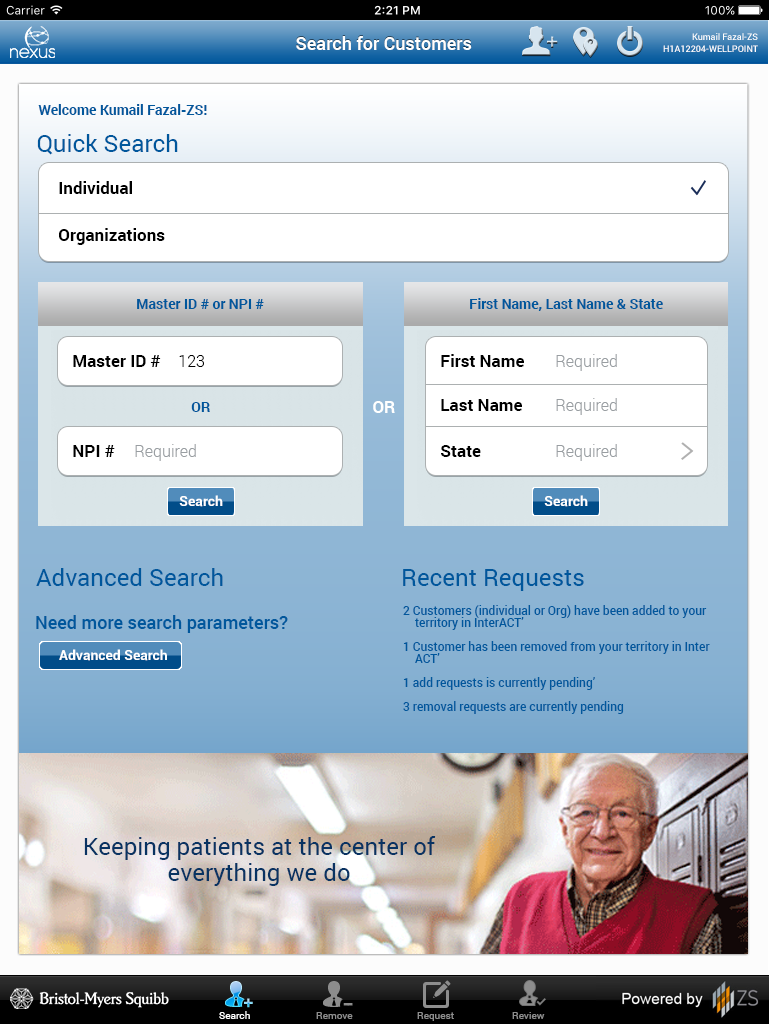 Carrier 2:21 PM 100%
nexus Search for Customers Kumail Fazal-ZS
H1A12204-WELLPOINT
Welcome Kumail Fazal-ZS!
Quick Search
Individual
Organizations
Master ID # or NPI #
Master ID # 123
OR
NPI # Required
Search
OR
First Name, Last Name & State
First Name Required
Last Name Required
State Required
Search
Advanced Search
Need more search parameters?
Advanced Search
Recent Requests
2 Customers (individual or Org) have been added to your
territory in InterACT’
1 Customer has been removed from your territory in Inter
ACT’
1 add requests is currently pending’
3 removal requests are currently pending
Keeping patients at the center of
everything we do
Bristol-Myers Squibb
Search
Remove
Request
Review
Powered by ZS